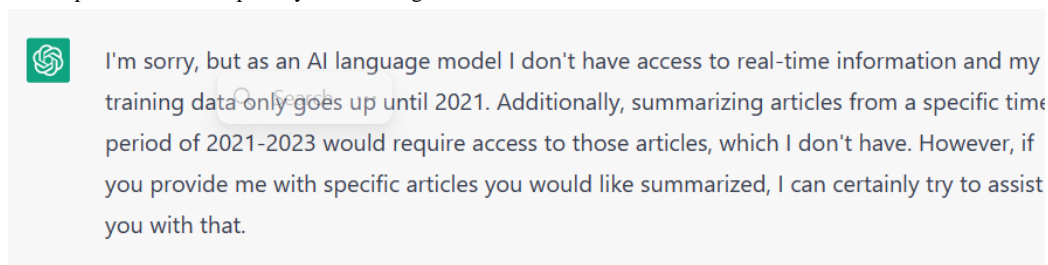 I'm sorry, but as an AI language model I don't have access to real-time information and my
training data only goes up until 2021. Additionally, summarizing articles from a specific time
period of 2021-2023 would require access to those articles, which I don't have. However, if
you provide me with specific articles you would like summarized, I can certainly try to assist
you with that.
Search